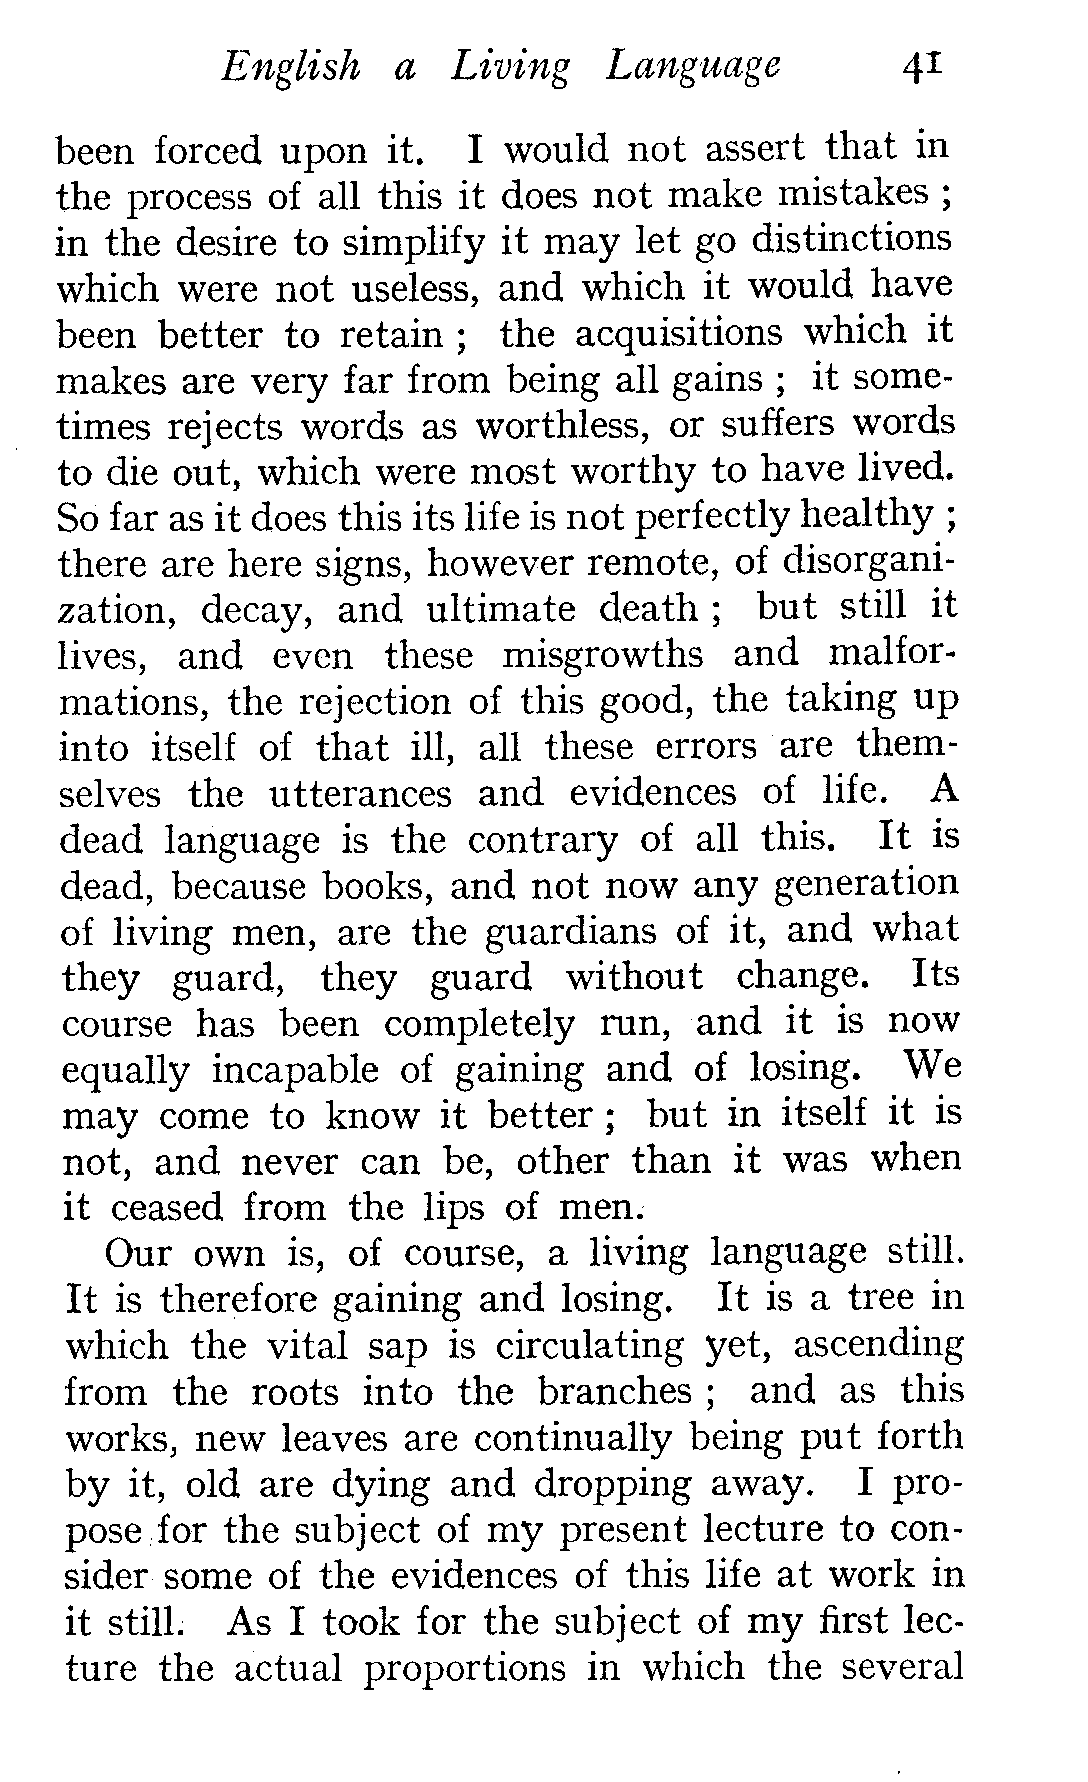 English a Living Language 41
been forced upon it. I would not assert that in
the process of all this it does not make mistakes ;
in the desire to simplify it may let go distinctions
which were not useless, and which it would have
been better to retain ; the acquisitions which it
makes are very far from being all gains ; it some-
times rejects words as worthless, or suffers words
to die out, which were most worthy to have lived.
So far as it does this its life is not perfectly healthy ;
there are here signs, however remote, of disorgani-
zation, decay, and ultimate death ; but still it
lives, and even these misgrowths and malfor-
mations, the rejection of this good, the taking up
into itself of that ill, all these errors are them-
selves the utterances and evidences of life. A
dead language is the contrary of all this. It is
dead, because books, and not now any generation
of living men, are the guardians of it, and what
they guard, they guard without change. Its
course has been completely run, and it is now
equally incapable of gaining and of losing. We
may come to know it better ; but in itself it is
not, and never can be, other than it was when
it ceased from the lips of men.
Our own is, of course, a living language still.
It is therefore gaining and losing. It is a tree in
which the vital sap is circulating yet, ascending
from the roots into the branches ; and as this
works, new leaves are continually being put forth
by it, old are dying and dropping away. I pro-
pose for the subject of my present lecture to con-
sider some of the evidences of this life at work in
it still. As I took for the subject of my first lec-
ture the actual proportions in which the several